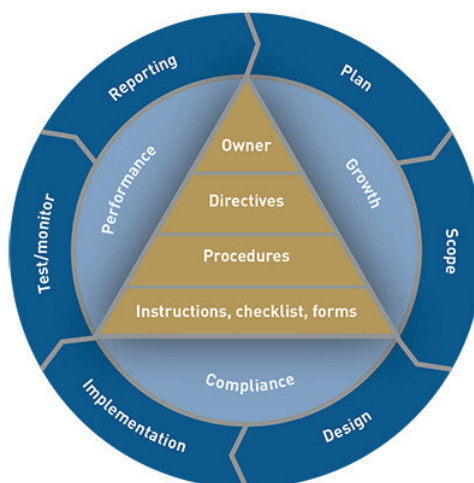 Reporting
Plan
Performance
Growth
Owner
Directives
Procedures
Instructions, checklist, forms
Test/monitor
Scope
Compliance
Implementation
Design